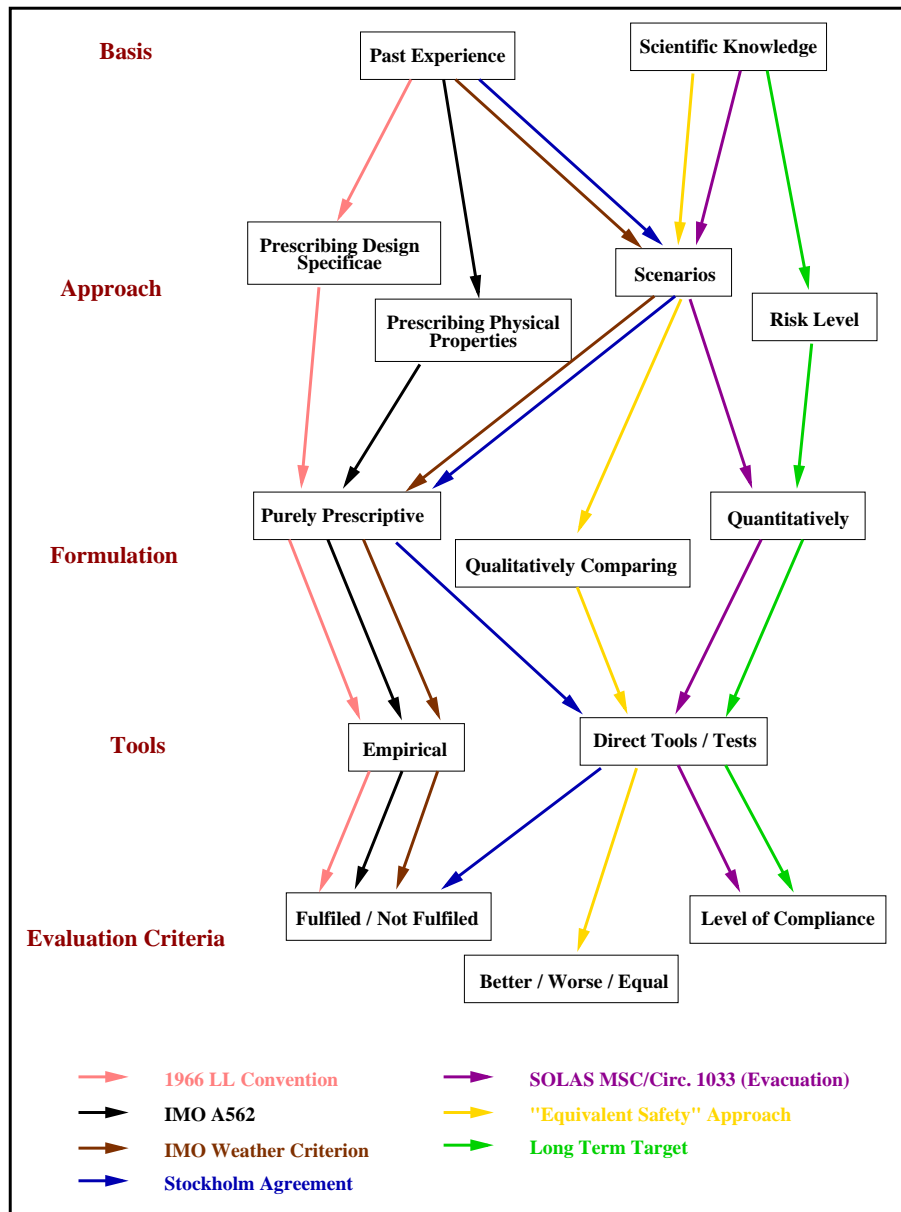 Basis
Past Experience
Scientific Knowledge
Prescribing Design
Specificae
Approach
Scenarios
Prescribing Physical
Properties
Risk Level
Purely Prescriptive
Quantitatively
Formulation
Qualitatively Comparing
Tools
Empirical
Direct Tools / Tests
Fulfiled / Not Fulfiled
Level of Compliance
Evaluation Criteria
Better / Worse / Equal
1966 LL Convention
SOLAS MSC/Circ. 1033 (Evacuation)
IMO A562
"Equivalent Safety" Approach
IMO Weather Criterion
Long Term Target
Stockholm Agreement